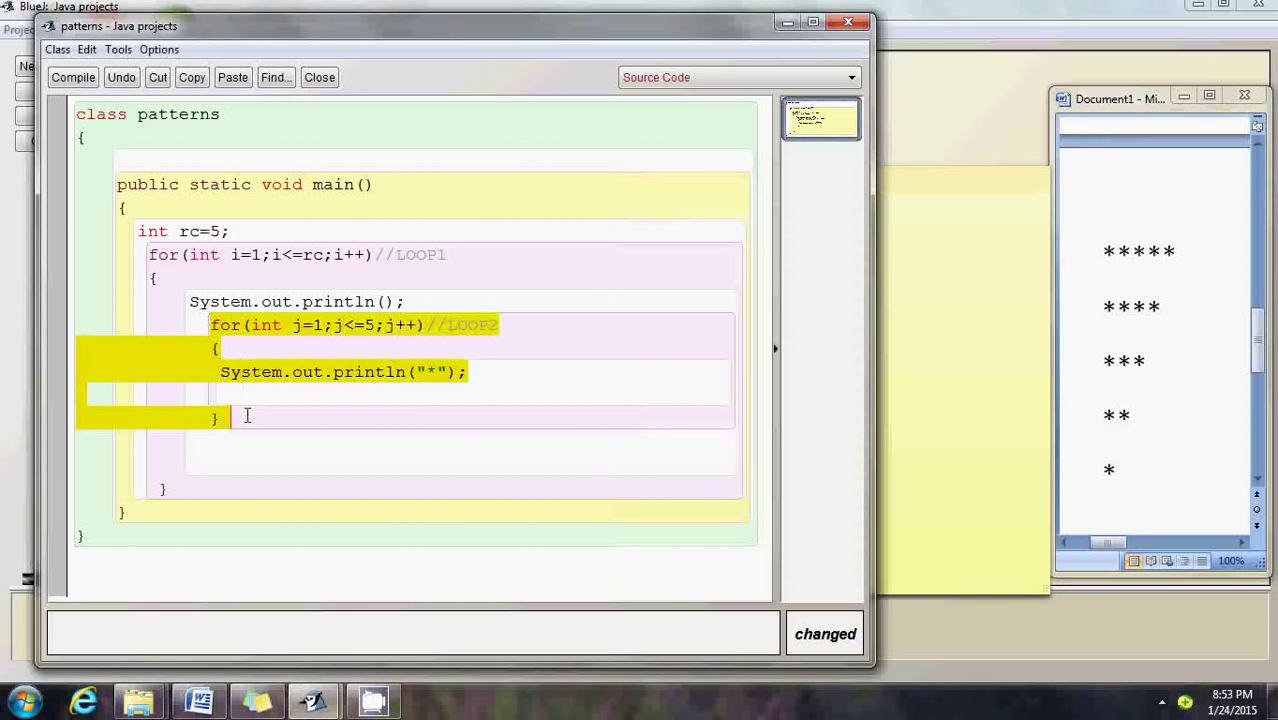 BlueJ: Java projects
patterns - Java projects
Class Edit Tools Options
Compile Undo Cut Copy Paste Find... Close
Source Code
class patterns
{
public static void main()
{
int rc=5;
for(int i=1;i<=rc;i++)//LOOP1
{
System.out.println();
for(int j=1;j<=5;j++)//LOOP2
{
System.out.println("*");
}
}
}
}
changed
Document1 - Mi...
*****
****
***
**
*
100%
8:53 PM
1/24/2015